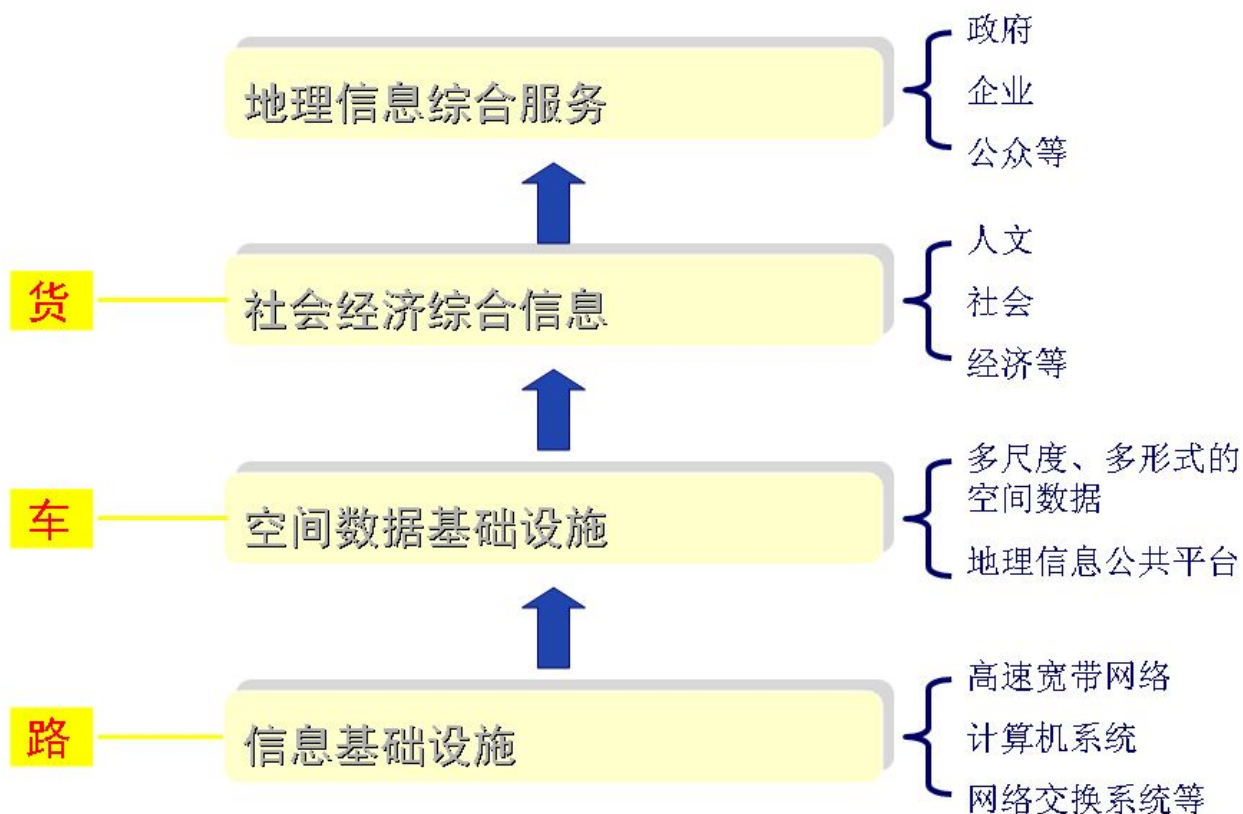 地理信息综合服务
政府
企业
公众等
货
社会经济综合信息
人文
社会
经济等
车
空间数据基础设施
多尺度、多形式的
空间数据
地理信息公共平台
路
信息基础设施
高速宽带网络
计算机系统
网络交换系统等